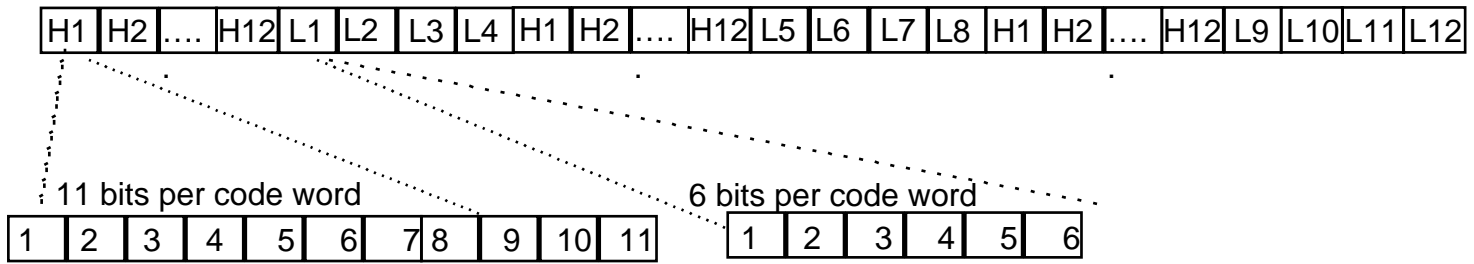 H1 H2 …. H12 L1 L2 L3 L4 H1 H2 …. H12 L5 L6 L7 L8 H1 H2 …. H12 L9 L10 L11 L12
. . .
11 bits per code word 6 bits per code word
1 2 3 4 5 6 7 8 9 10 11 1 2 3 4 5 6